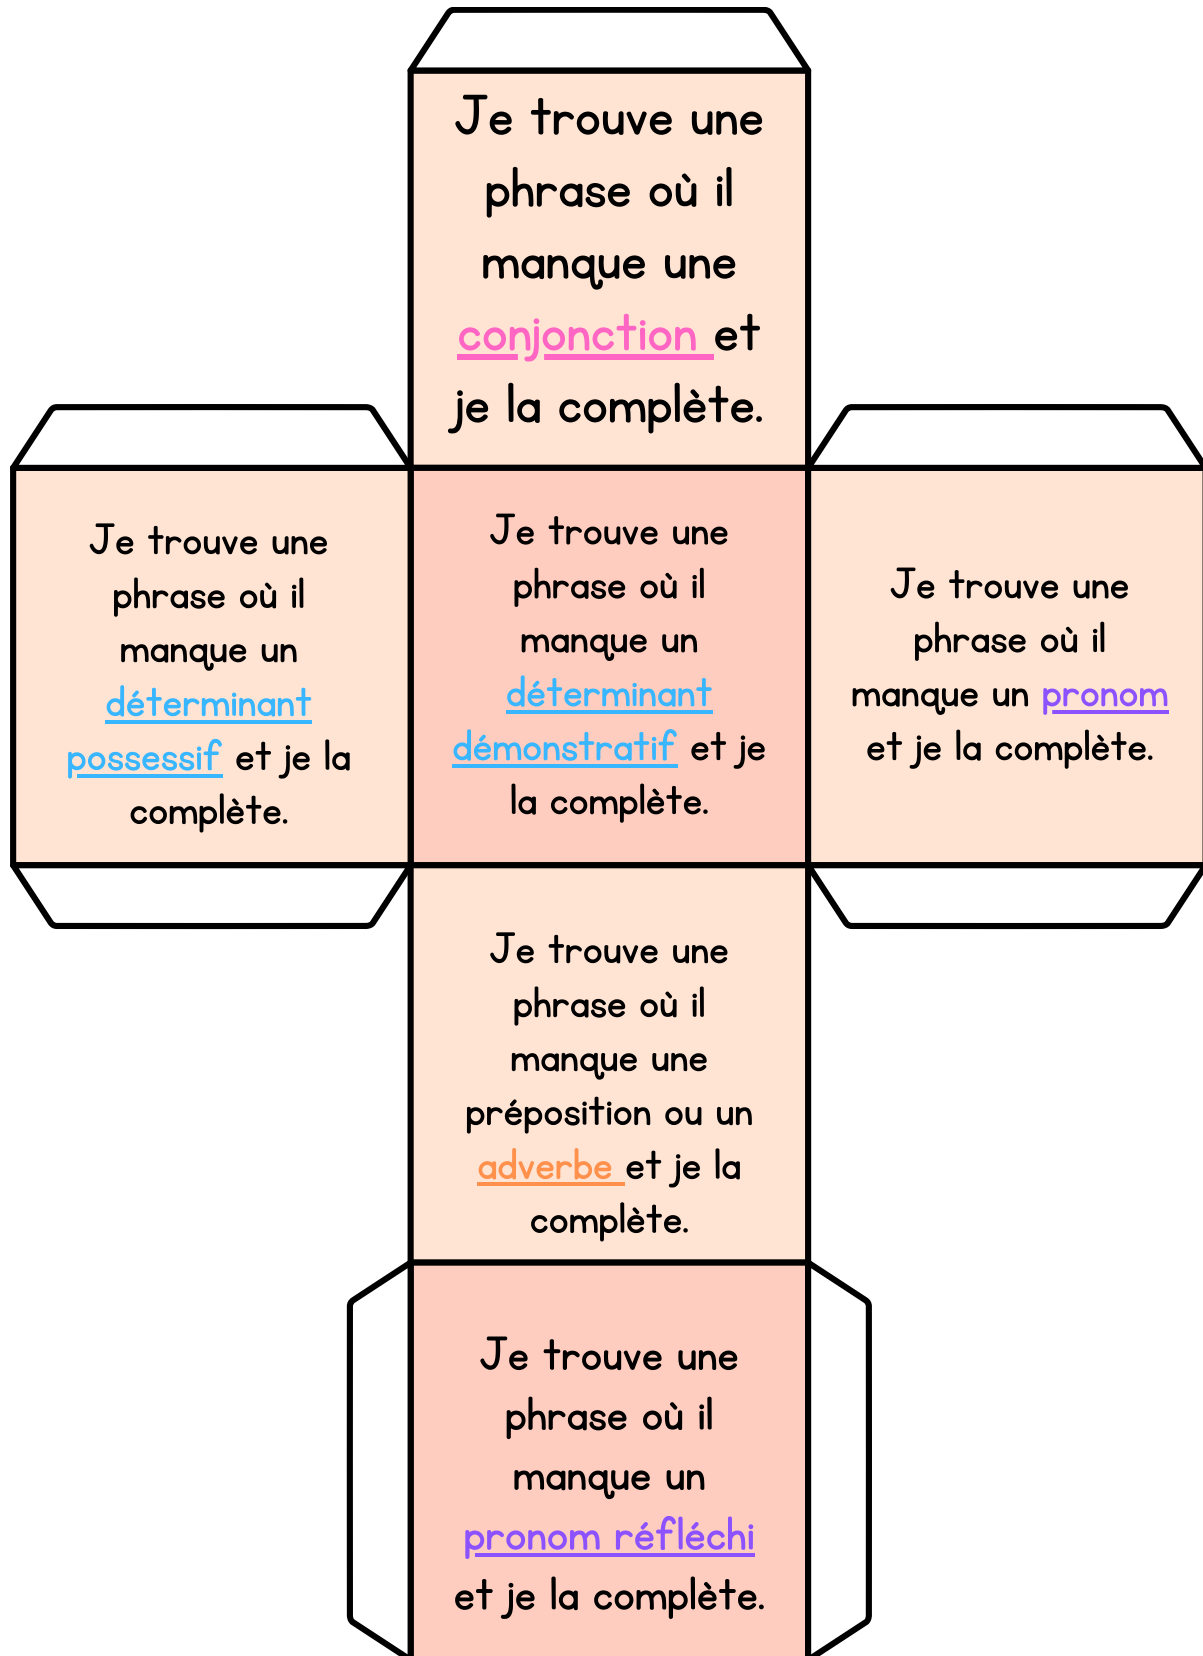 Je trouve une
phrase où il
manque une
conjonction et
je la complète.
Je trouve une
phrase où il
manque un
déterminant
possessif et je la
complète.
Je trouve une
phrase où il
manque un
déterminant
démonstratif et je
la complète.
Je trouve une
phrase où il
manque un pronom
et je la complète.
Je trouve une
phrase où il
manque une
préposition ou un
adverbe et je la
complète.
Je trouve une
phrase où il
manque un
pronom réfléchi
et je la complète.